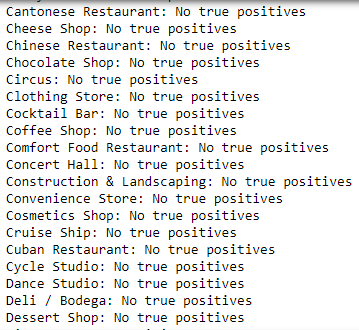 Cantonese Restaurant: No true positives
Cheese Shop: No true positives
Chinese Restaurant: No true positives
Chocolate Shop: No true positives
Circus: No true positives
Clothing Store: No true positives
Cocktail Bar: No true positives
Coffee Shop: No true positives
Comfort Food Restaurant: No true positives
Concert Hall: No true positives
Construction & Landscaping: No true positives
Convenience Store: No true positives
Cosmetics Shop: No true positives
Cruise Ship: No true positives
Cuban Restaurant: No true positives
Cycle Studio: No true positives
Dance Studio: No true positives
Deli / Bodega: No true positives
Dessert Shop: No true positives